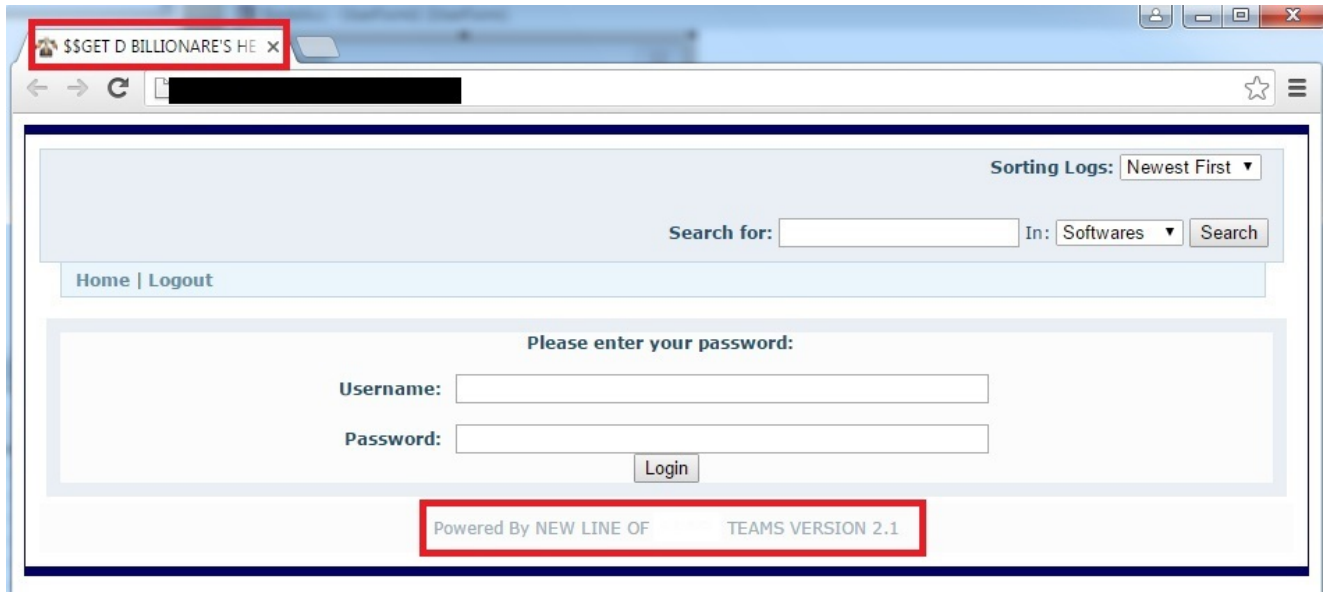 $$GET D BILLIONARE'S HE
Sorting Logs: Newest First
Search for: In: Softwares Search
Home | Logout
Please enter your password:
Username:
Password:
Login
Powered By NEW LINE OF TEAMS VERSION 2.1